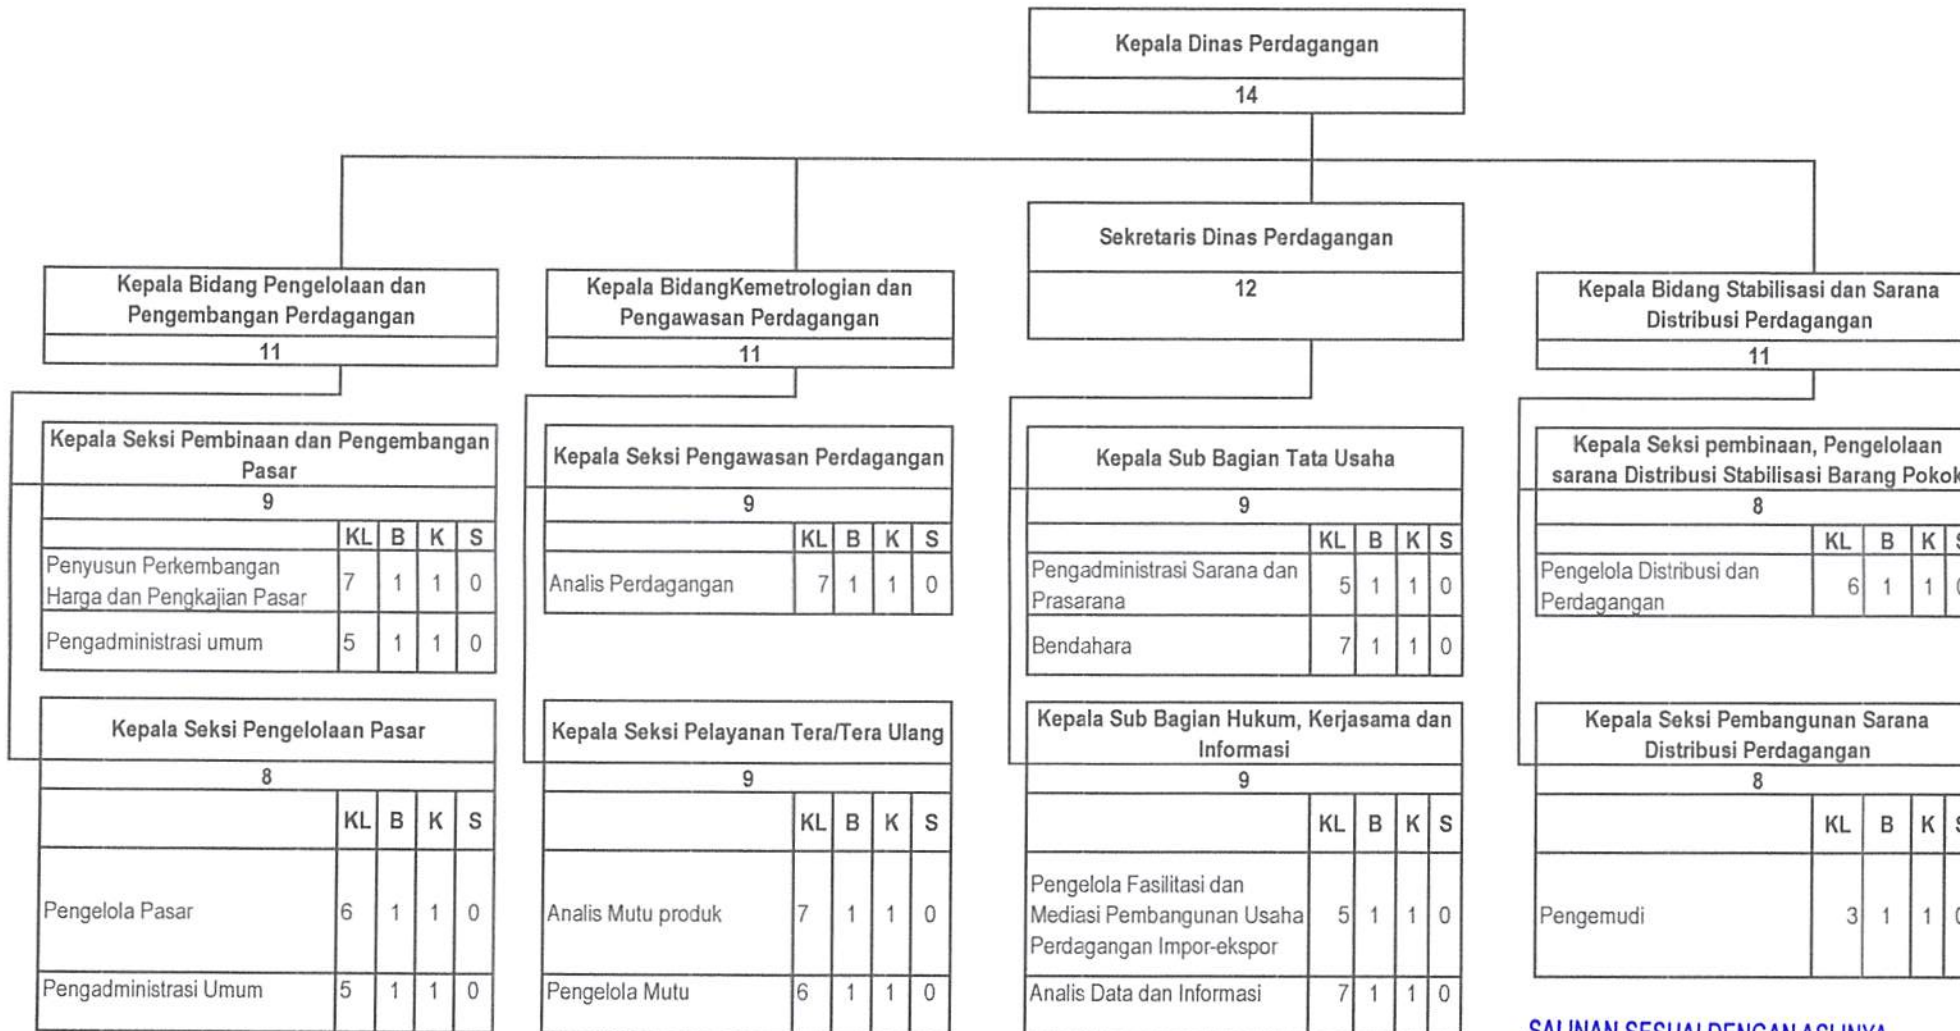 Kepala Dinas Perdagangan
14
Sekretaris Dinas Perdagangan
12
Kepala Bidang Pengelolaan dan
Pengembangan Perdagangan
11
Kepala Seksi Pembinaan dan Pengembangan
Pasar
9
KL B K S
Penyusun Perkembangan
Harga dan Pengkajian Pasar 7 1 1 0
Pengadministrasi umum 5 1 1 0
Kepala Seksi Pengelolaan Pasar
8
KL B K S
Pengelola Pasar 6 1 1 0
Pengadministrasi Umum 5 1 1 0
Kepala BidangKemetrologian dan
Pengawasan Perdagangan
11
Kepala Seksi Pengawasan Perdagangan
9
KL B K S
Analis Perdagangan 7 1 1 0
Kepala Seksi Pelayanan Tera/Tera Ulang
9
KL B K S
Analis Mutu produk 7 1 1 0
Pengelola Mutu 6 1 1 0
Kepala Sub Bagian Tata Usaha
9
KL B K S
Pengadministrasi Sarana dan
Prasarana 5 1 1 0
Bendahara 7 1 1 0
Kepala Sub Bagian Hukum, Kerjasama dan
Informasi
9
KL B K S
Pengelola Fasilitasi dan
Mediasi Pembangunan Usaha 5 1 1 0
Perdagangan Impor-ekspor
Analis Data dan Informasi 7 1 1 0
Kepala Bidang Stabilisasi dan Sarana
Distribusi Perdagangan
11
Kepala Seksi pembinaan, Pengelolaan
sarana Distribusi Stabilisasi Barang Pokok
8
KL B K S
Pengelola Distribusi dan
Perdagangan 6 1 1 0
Kepala Seksi Pembangunan Sarana
Distribusi Perdagangan
8
KL B K S
Pengemudi 3 1 1 0
SALINAN SESUAI DENGAN ASLINYA